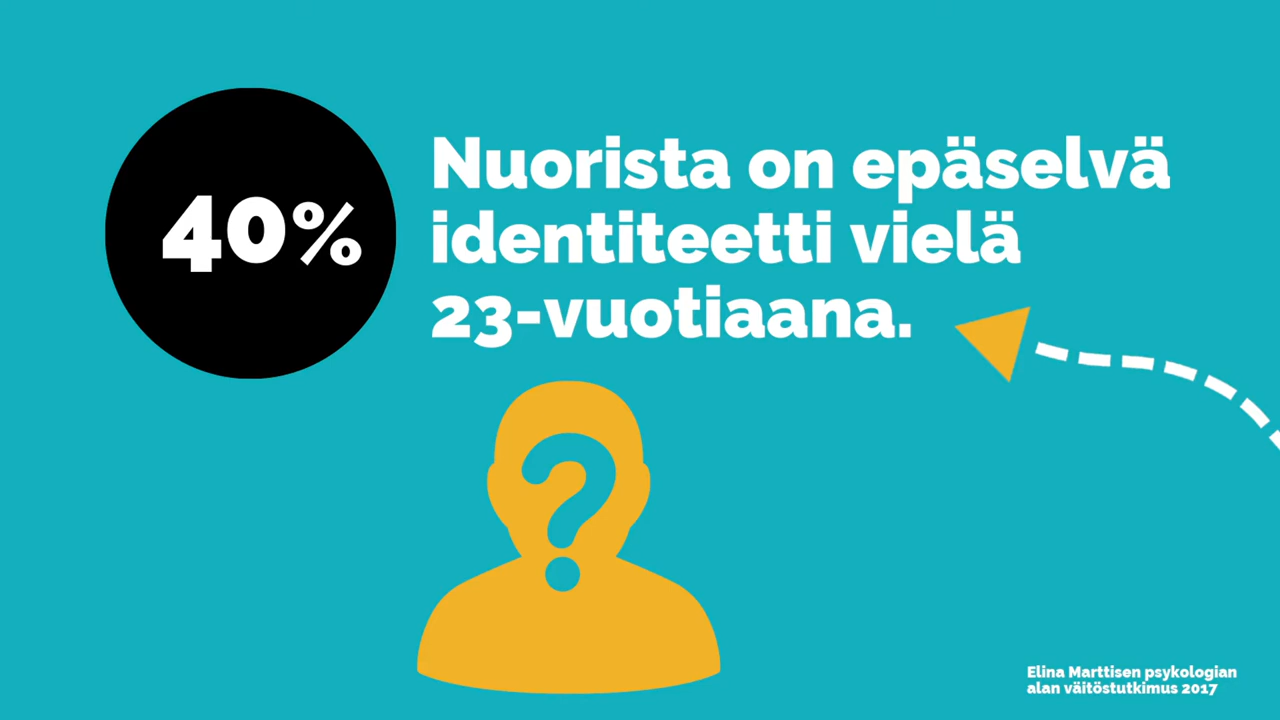 40%
Nuorista on epäselvä
identiteetti vielä
23-vuotiaana.
?
Elina Marttisen psykologian
alan väitöstutkimus 2017